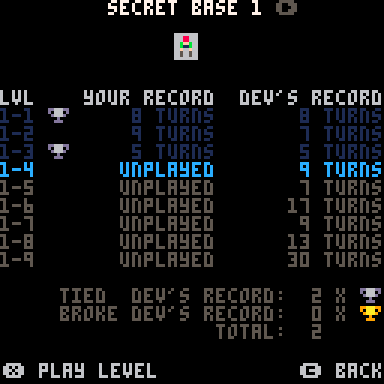 SECRET BASE 1
LVL YOUR RECORD DEV'S RECORD
1-1 8 TURNS 8 TURNS
1-2 9 TURNS 7 TURNS
1-3 5 TURNS 5 TURNS
1-4 UNPLAYED 9 TURNS
1-5 UNPLAYED 7 TURNS
1-6 UNPLAYED 17 TURNS
1-7 UNPLAYED 9 TURNS
1-8 UNPLAYED 13 TURNS
1-9 UNPLAYED 30 TURNS
TIED DEV'S RECORD: 2 X
BROKE DEV'S RECORD: 0 X
TOTAL: 2
PLAY LEVEL BACK